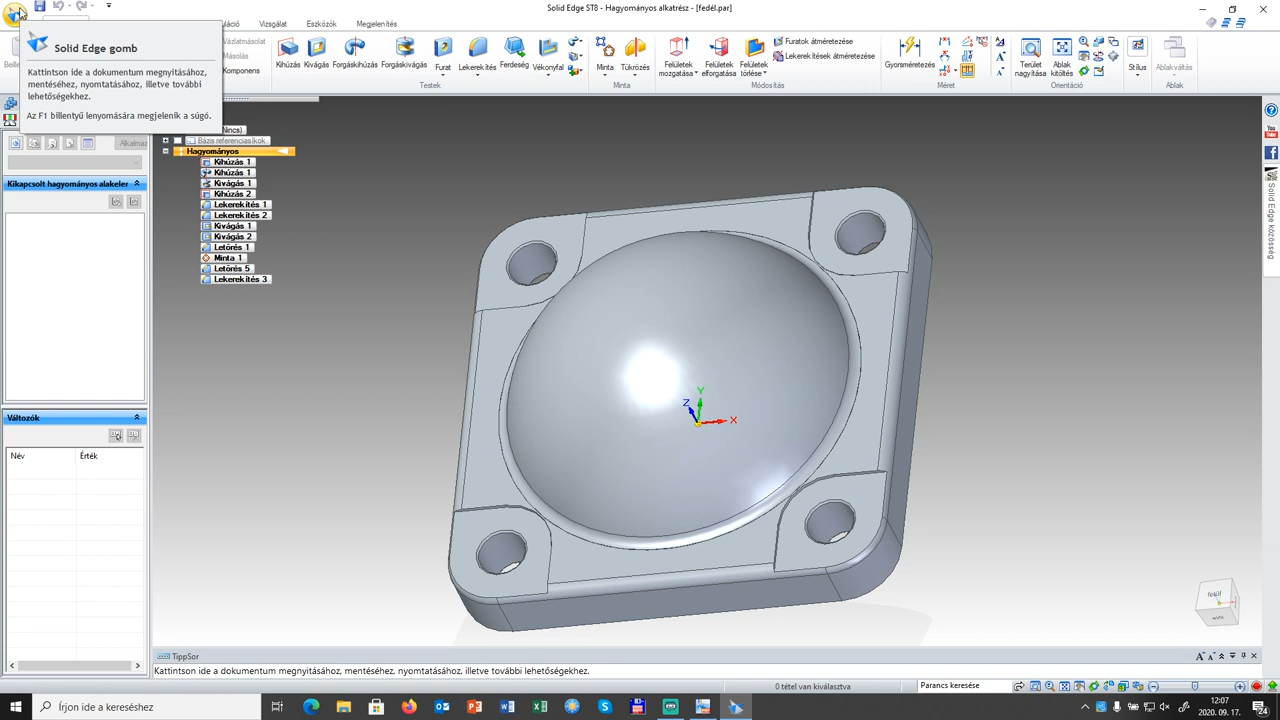 Solid Edge ST8 - Hagyományos alkatrész - [fedél.par]
Vizsgálat
Eszközök
Megjelenítés
Solid Edge gomb
Kattintson ide a dokumentum megnyitásához,
mentéséhez, nyomtatásához, illetve további
lehetőségekhez.
Az F1 billentyű lenyomására megjelenik a súgó.
Vázlatmásolat
Másolás
Komponens
Kihúzás
Kivágás
Forgáskihúzás
Forgáskivágás
Furat
Lekerekítés
Ferdeség
Vékonyfal
Testek
Minta
Tükrözés
Minta
Felületek
mozgatása
Felületek
elforgatása
Felületek
törlése
Furatok átméretezése
Lekerekítések átméretezése
Módosítás
Gyorsméretezés
Méret
Terület
nagyítása
Ablak
kitöltés
Orientáció
Stílus
Ablakváltás
Ablak
Alkalmaz
Kikapcsolt hagyományos alakeler
Változók
Név
Érték
Bázis referenciasíkok
Hagyományos
Kihúzás 1
Kihúzás 1
Kivágás 1
Kihúzás 2
Lekerekítés 1
Lekerekítés 2
Kivágás 1
Kivágás 2
Letörés 1
Minta 1
Letörés 5
Lekerekítés 3
Y
Z
X
You
Tube
Solid Edge közösség
TippSor
Kattintson ide a dokumentum megnyitásához, mentéséhez, nyomtatásához, illetve további lehetőségekhez.
0 tétel van kiválasztva
Parancs keresése
Írjon ide a kereséshez
12:07
2020. 09. 17.
24